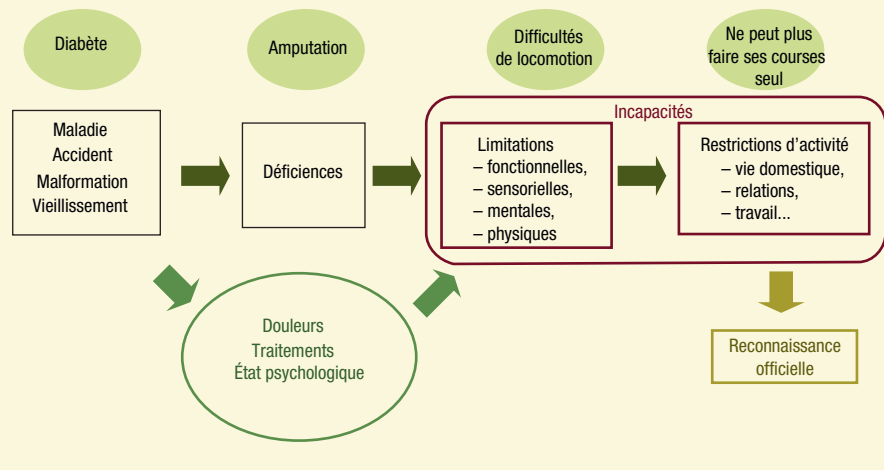 Diabète
Amputation
Difficultés
de locomotion
Ne peut plus
faire ses courses
seul
Maladie
Accident
Malformation
Vieillissement
Déficiences
Incapacités
Limitations
– fonctionnelles,
– sensorielles,
– mentales,
– physiques
Restrictions d’activité
– vie domestique,
– relations,
– travail...
Douleurs
Traitements
État psychologique
Reconnaissance
officielle